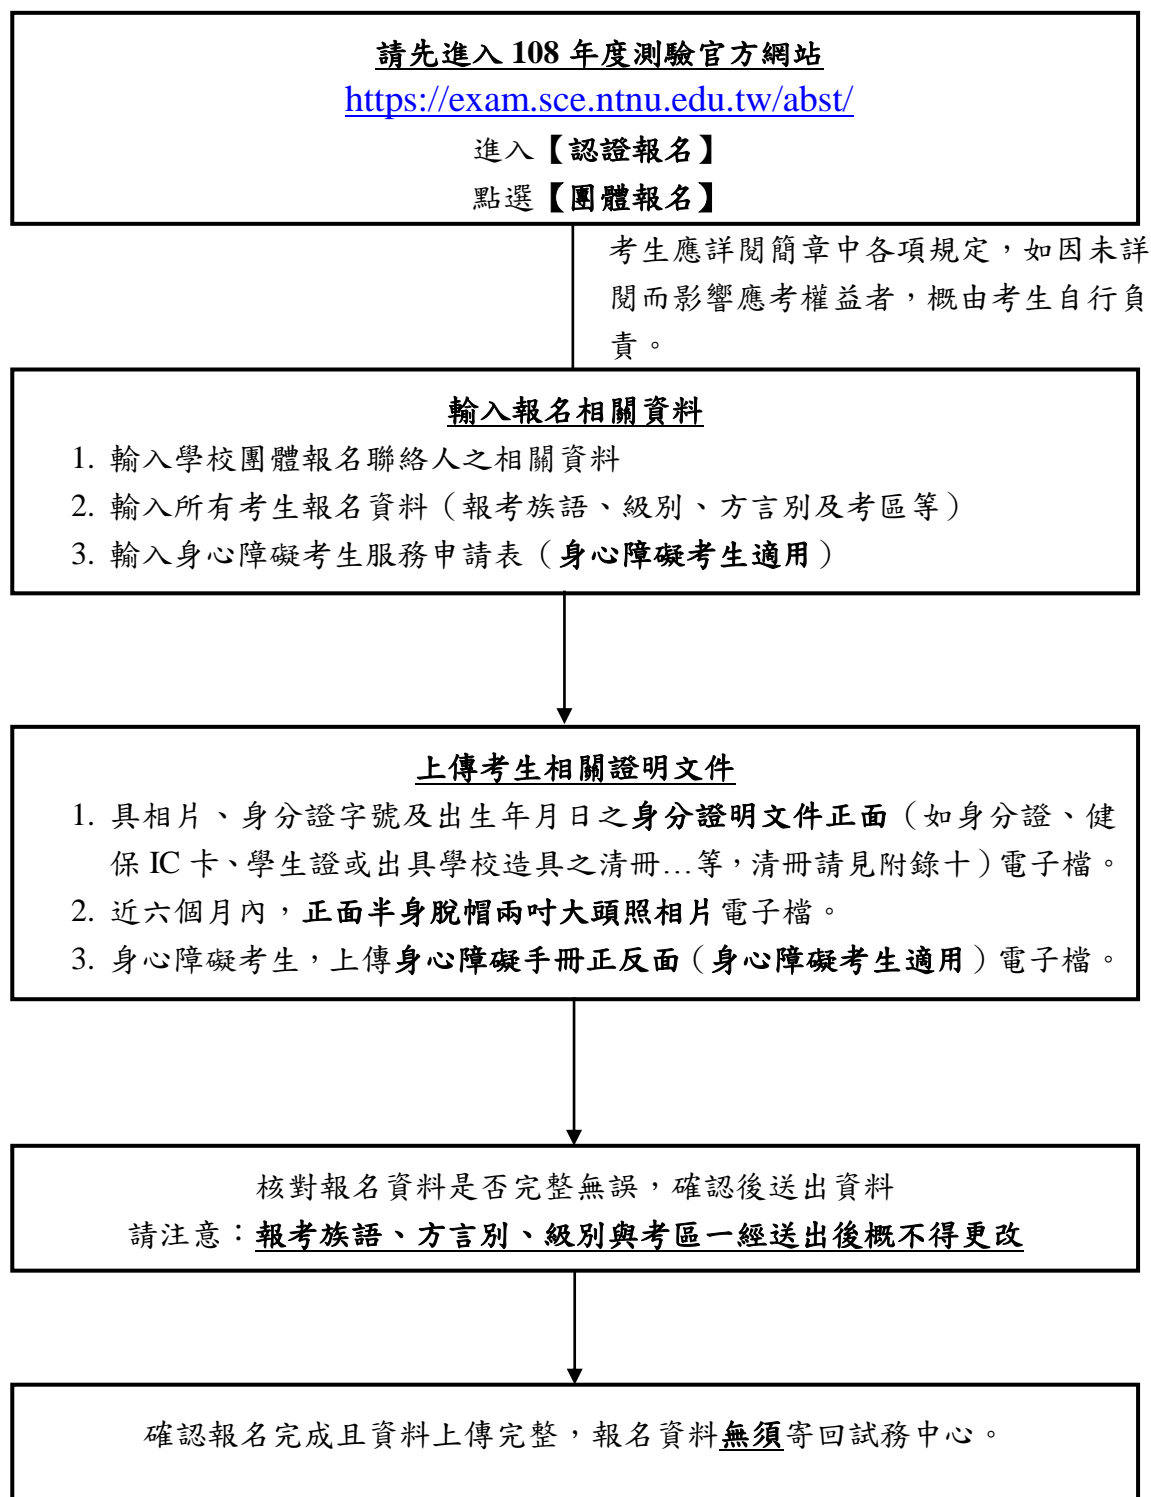 請先進入 108 年度測驗官方網站
https://exam.sce.ntnu.edu.tw/abst/
進入【認證報名】
點選【團體報名】
考生應詳閱簡章中各項規定，如因未詳
閱而影響應考權益者，概由考生自行負
責。
輸入報名相關資料
1. 輸入學校團體報名聯絡人之相關資料
2. 輸入所有考生報名資料（報考族語、級別、方言別及考區等）
3. 輸入身心障礙考生服務申請表（身心障礙考生適用）
上傳考生相關證明文件
1. 具相片、身分證字號及出生年月日之身分證明文件正面（如身分證、健
保 IC 卡、學生證或出具學校造具之清冊…等，清冊請見附錄十）電子檔。
2. 近六個月內，正面半身脫帽兩吋大頭照相片電子檔。
3. 身心障礙考生，上傳身心障礙手冊正反面（身心障礙考生適用）電子檔。
核對報名資料是否完整無誤，確認後送出資料
請注意：報考族語、方言別、級別與考區一經送出後概不得更改
確認報名完成且資料上傳完整，報名資料無須寄回試務中心。